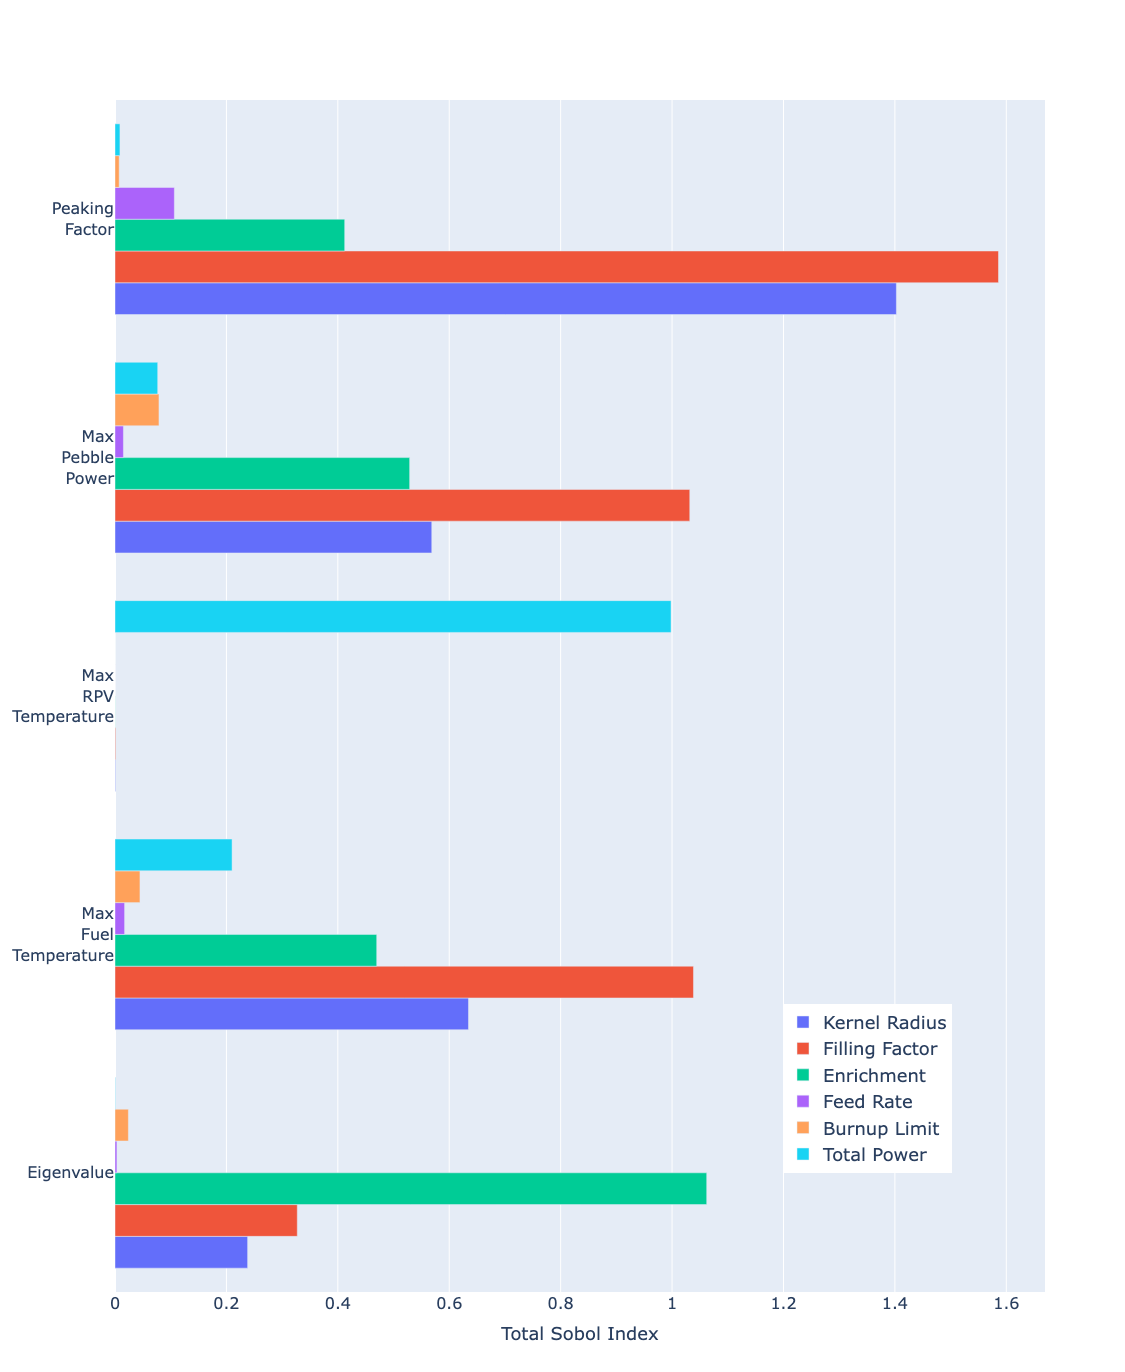 Peaking
Factor
Max
Pebble
Power
Max
RPV
Temperature
Max
Fuel
Temperature
Eigenvalue
Kernel Radius
Filling Factor
Enrichment
Feed Rate
Burnup Limit
Total Power
0 0.2 0.4 0.6 0.8 1 1.2 1.4 1.6
Total Sobol Index